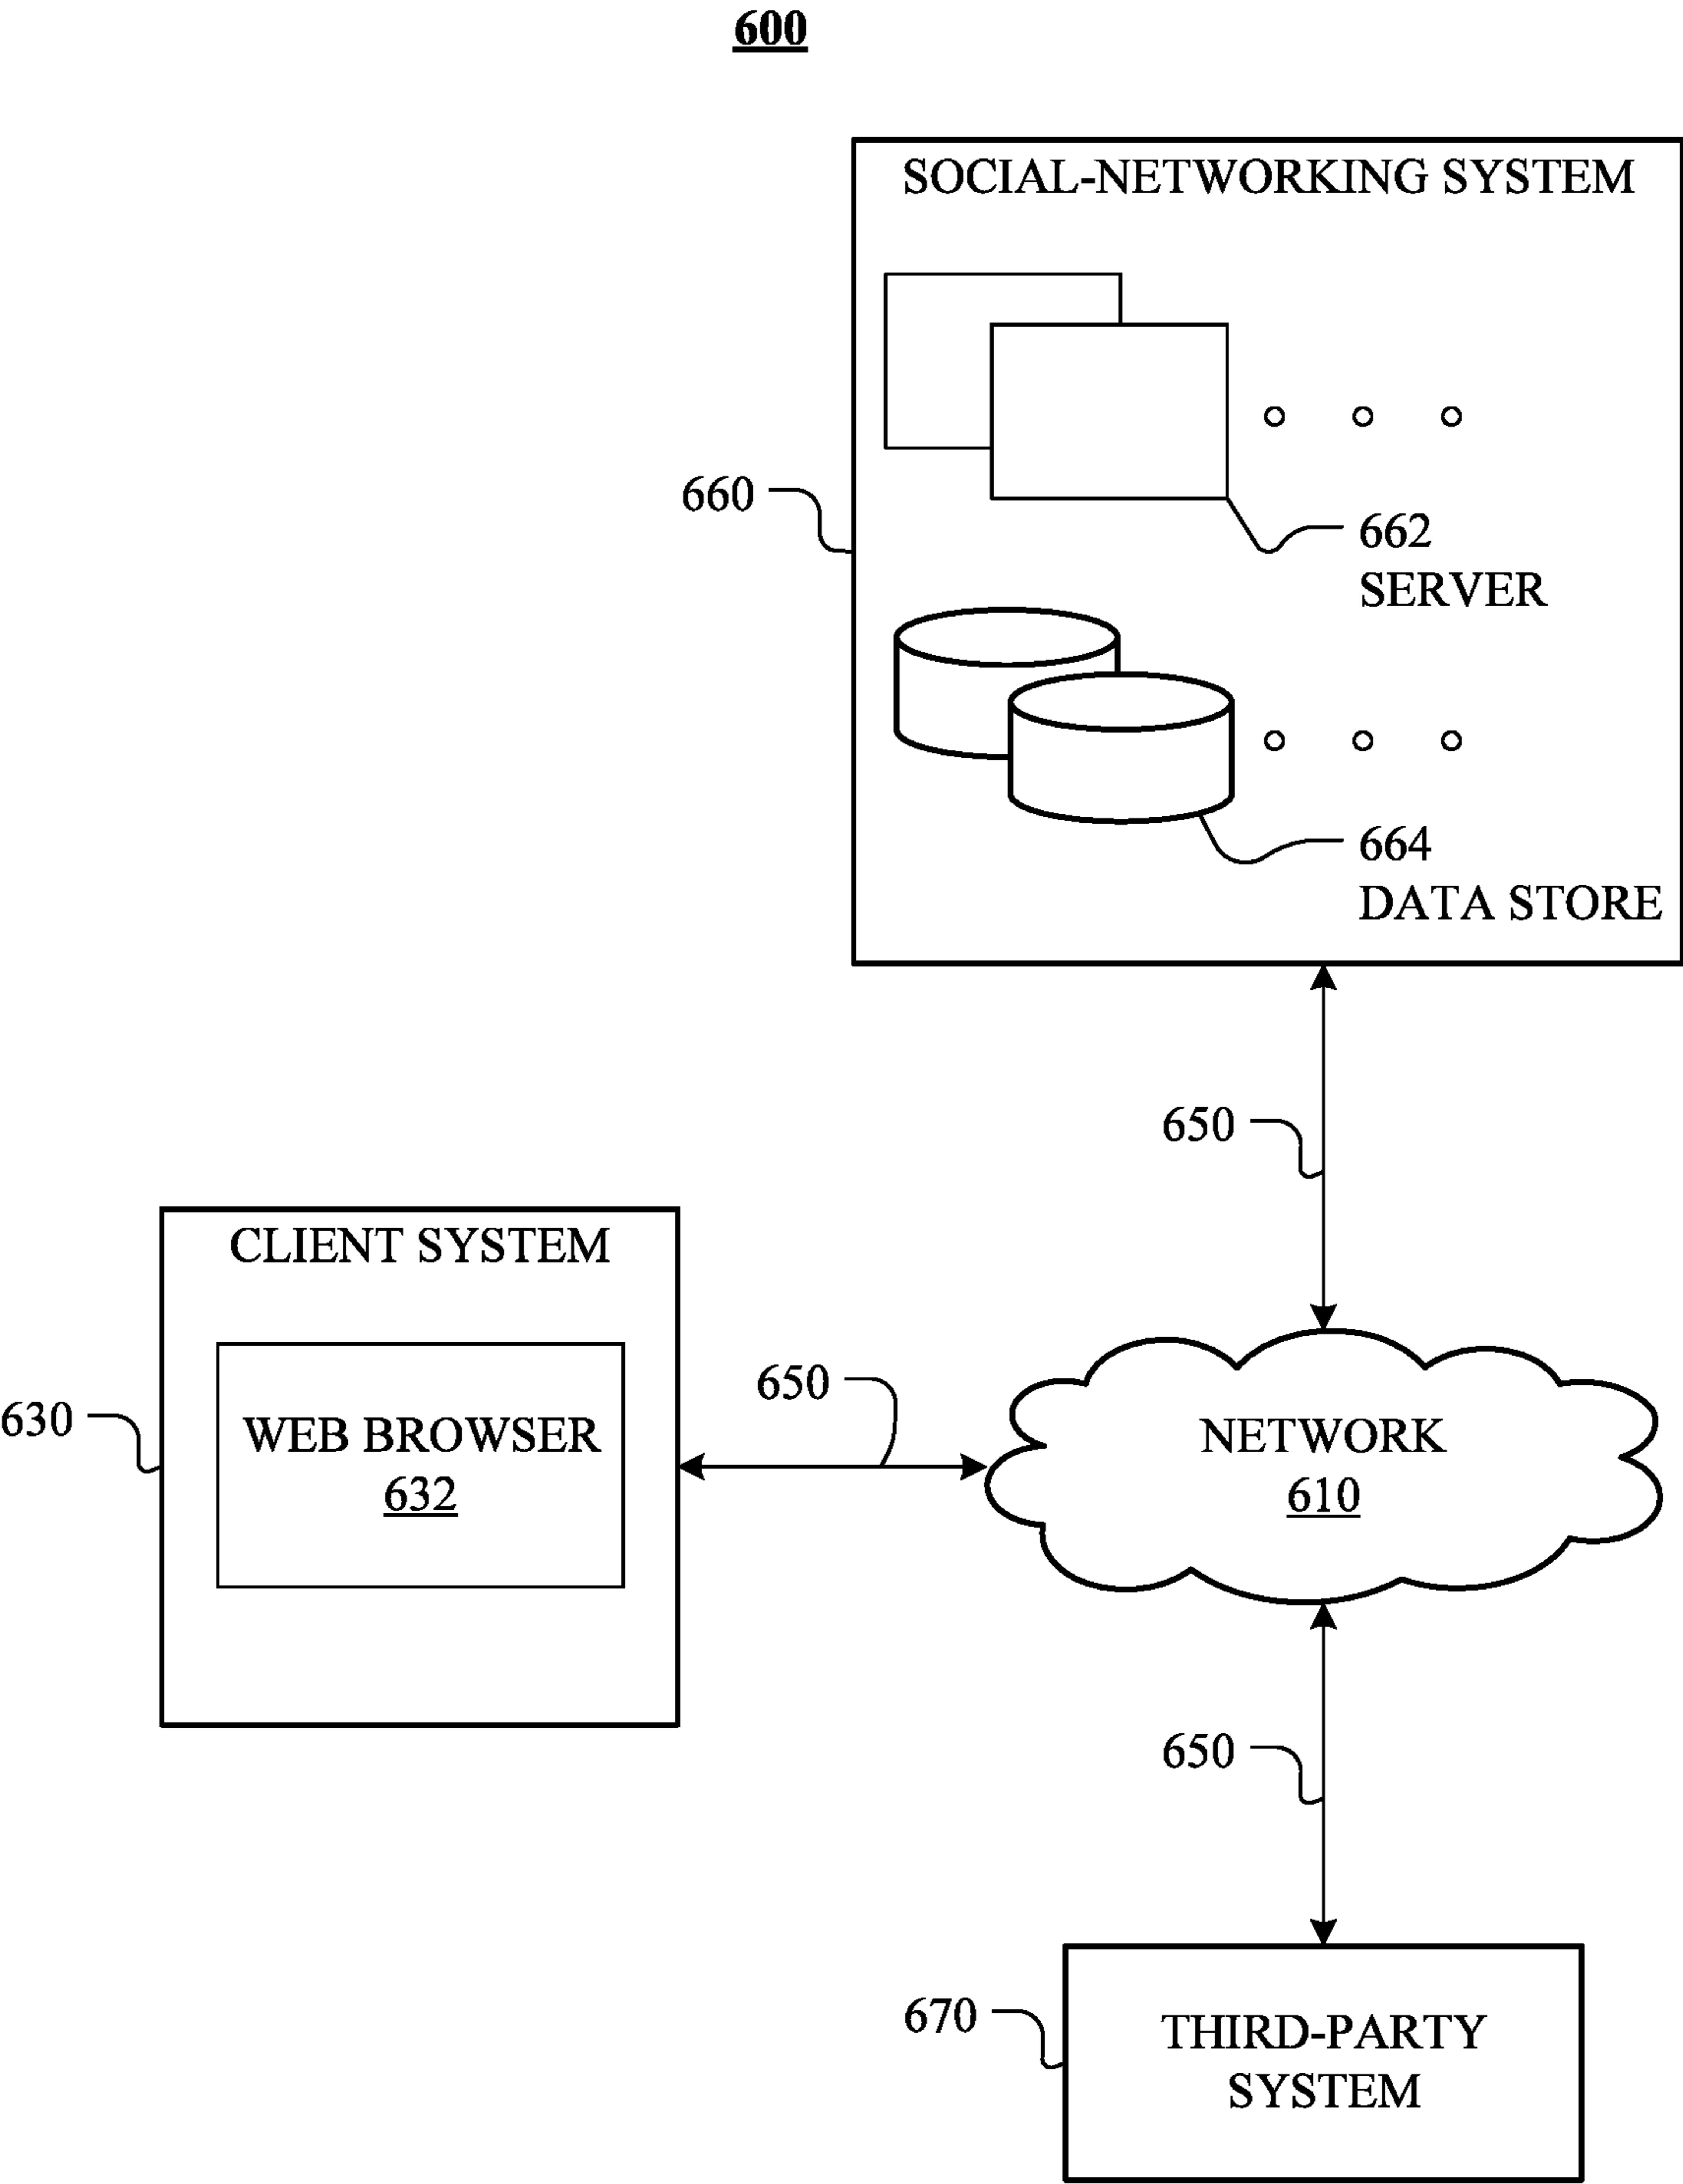 600
SOCIAL-NETWORKING SYSTEM
660
662
SERVER
664
DATA STORE
650
CLIENT SYSTEM
630
WEB BROWSER
632
650
NETWORK
610
650
670
THIRD-PARTY
SYSTEM